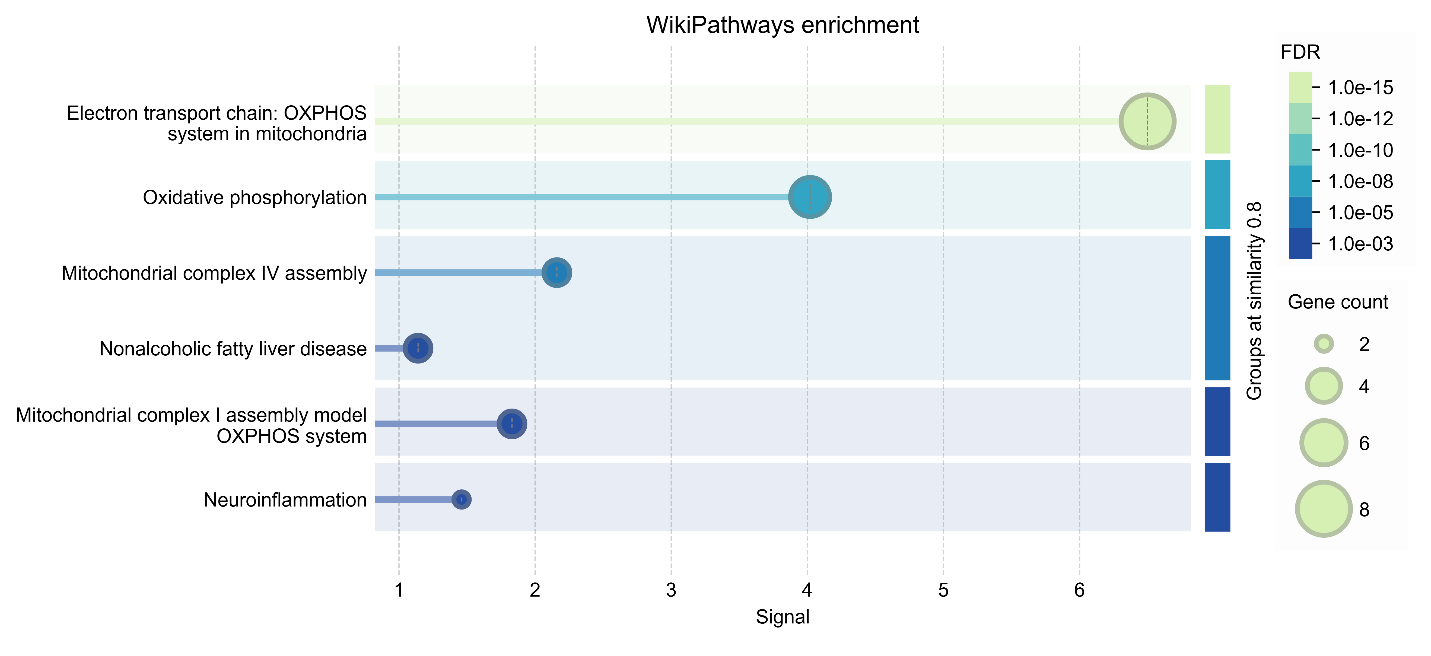 WikiPathways enrichment
Electron transport chain: OXPHOS
system in mitochondria
Oxidative phosphorylation
Mitochondrial complex IV assembly
Nonalcoholic fatty liver disease
Mitochondrial complex I assembly model
OXPHOS system
Neuroinflammation
1 2 3 4 5 6
Signal
Groups at similarity 0.8
FDR
1.0e-15
1.0e-12
1.0e-10
1.0e-08
1.0e-05
1.0e-03
Gene count
2
4
6
8